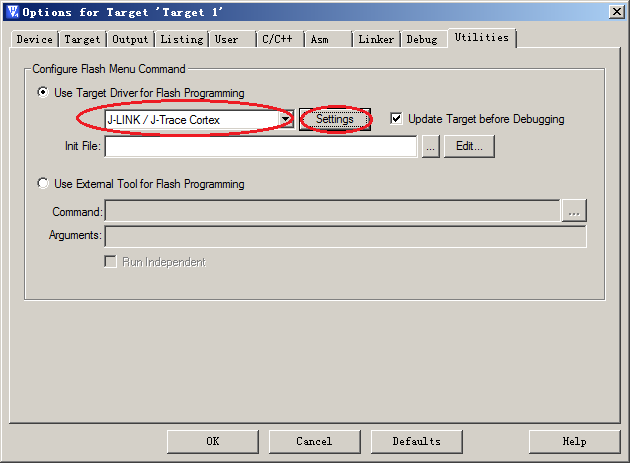 Options for Target 'Target 1'
Device Target Output Listing User C/C++ Asm Linker Debug Utilities
Configure Flash Menu Command
Use Target Driver for Flash Programming
J-LINK / J-Trace Cortex Settings Update Target before Debugging
Init File: ... Edit...
Use External Tool for Flash Programming
Command: ...
Arguments:
Run Independent
OK Cancel Defaults Help